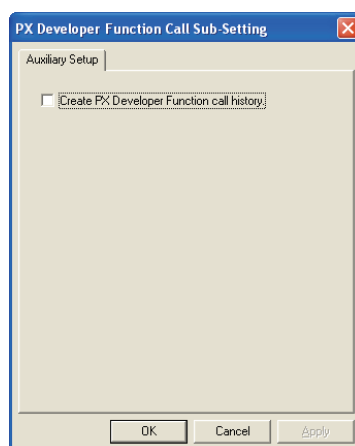 PX Developer Function Call Sub-Setting
Auxiliary Setup
Create PX Developer Function call history.
OK Cancel Apply